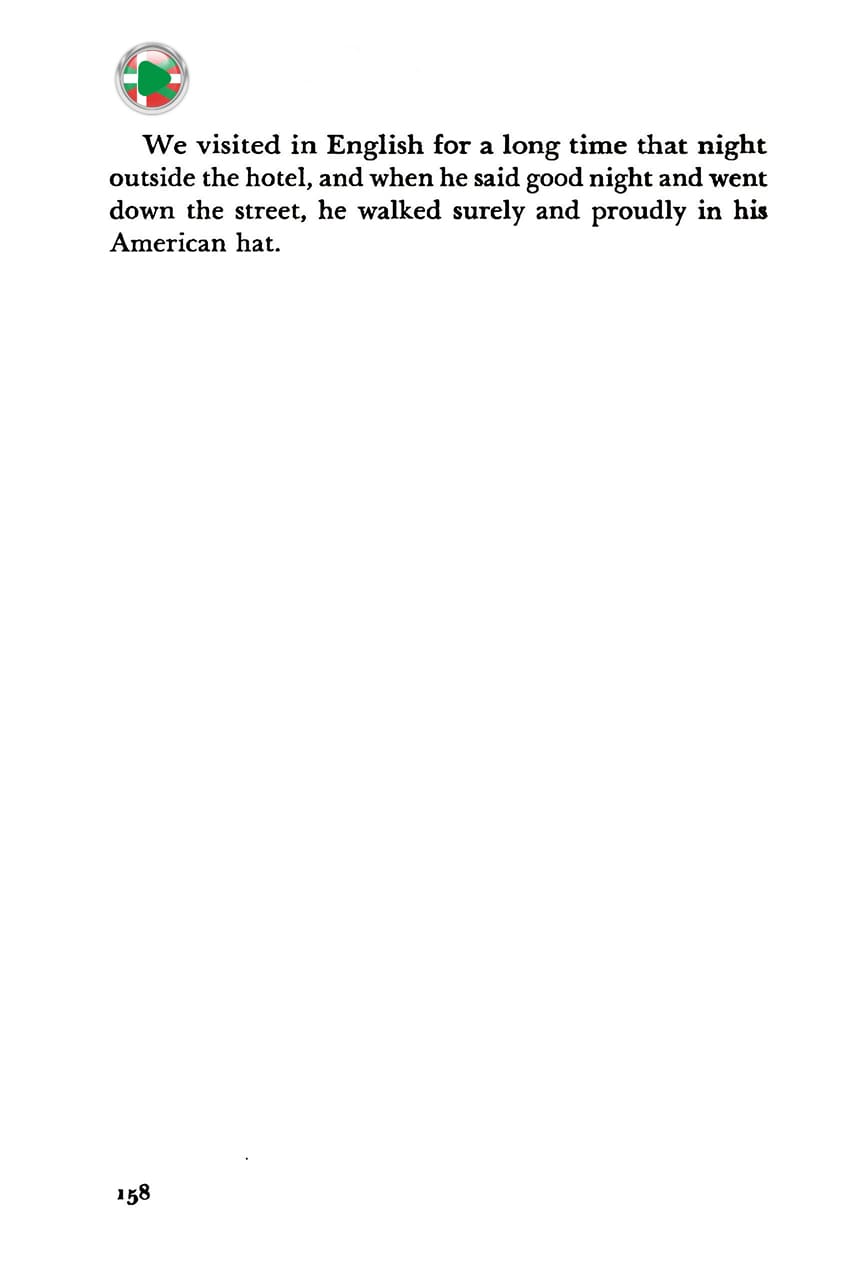 We visited in English for a long time that night
outside the hotel, and when he said good night and went
down the street, he walked surely and proudly in his
American hat.
158